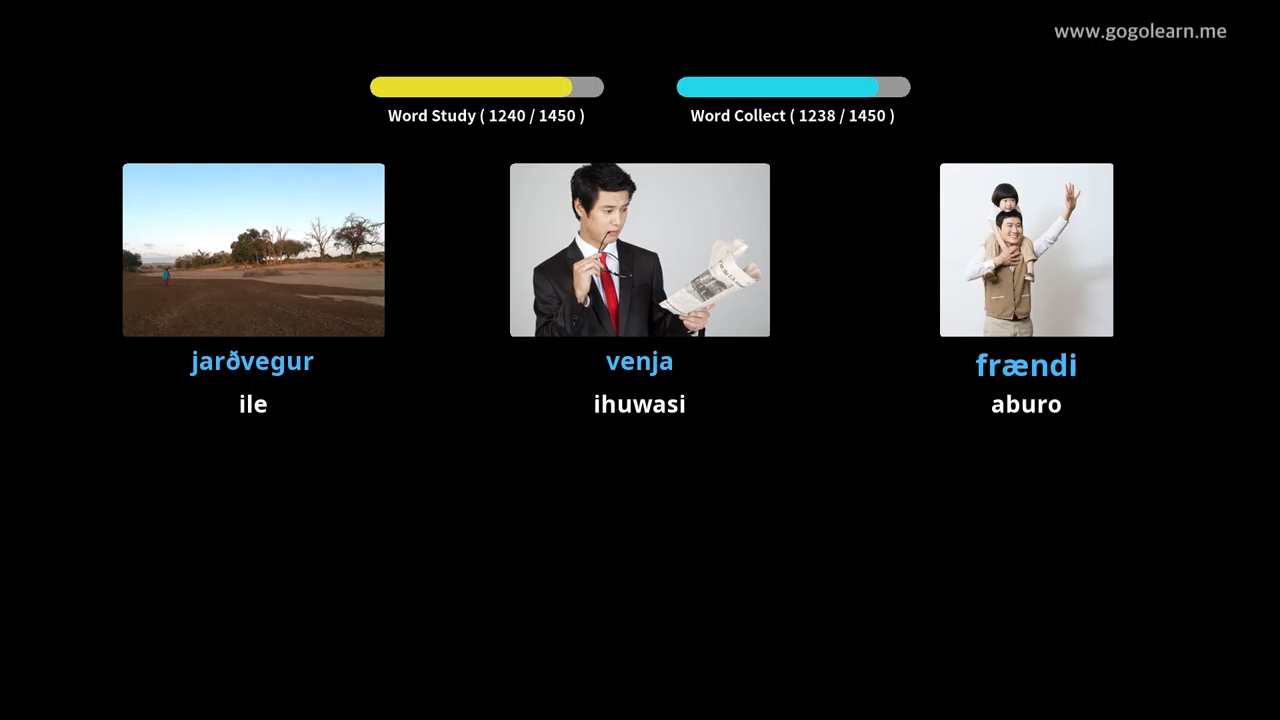 www.gogolearn.me
Word Study ( 1240 / 1450 )
Word Collect ( 1238 / 1450 )
jarðvegur
ile
venja
ihuwasi
frændi
aburo